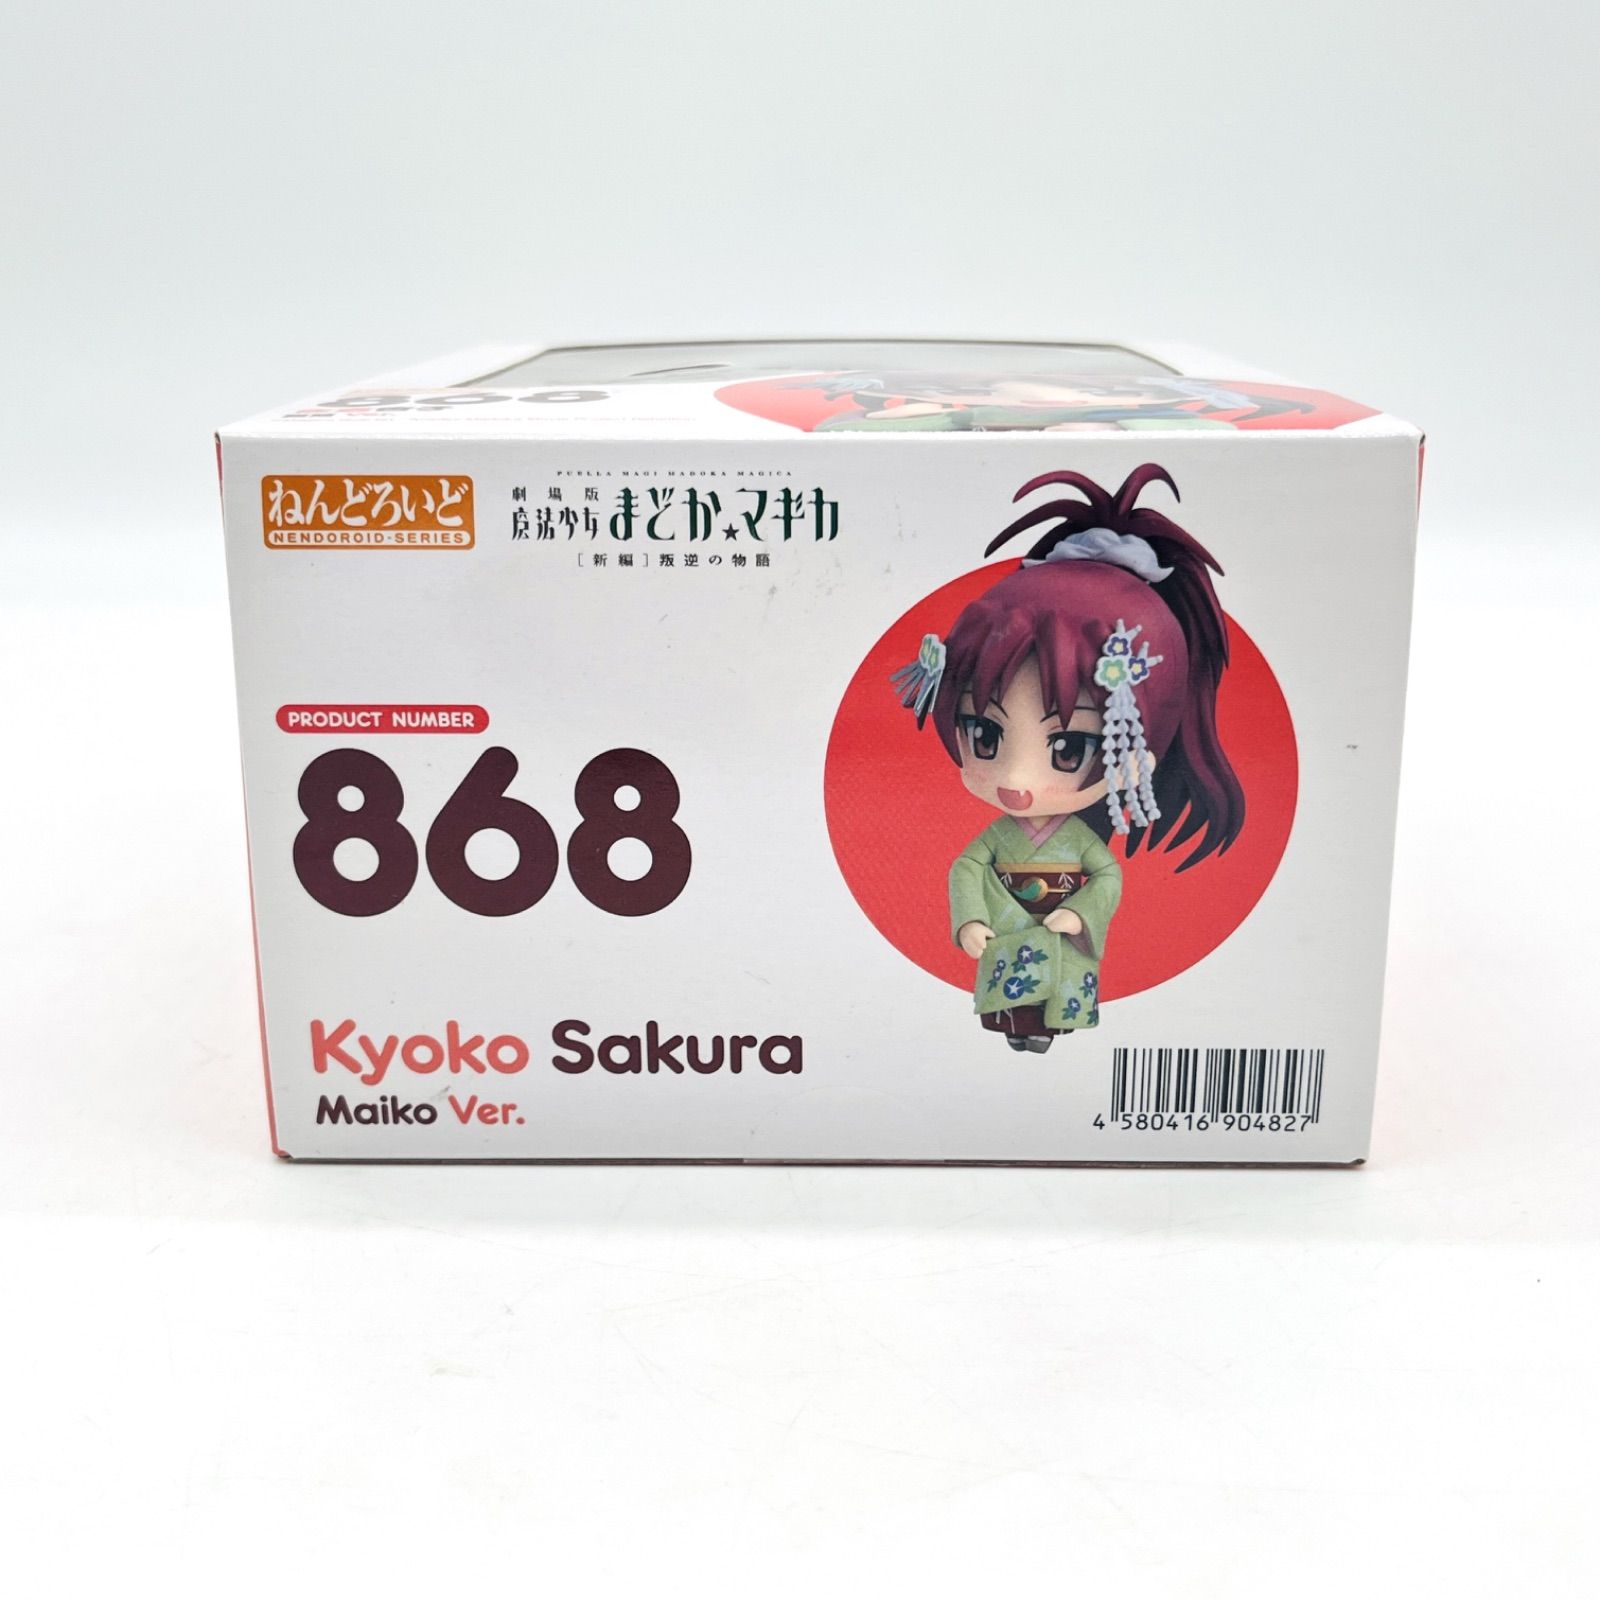 868
ねんどろいど
NENDOROID-SERIES
PUELLA MAGI MADOKA MAGICA
劇場版
魔法少女まどか★マギカ
[新編]叛逆の物語
PRODUCT NUMBER
868
Kyoko Sakura
Maiko Ver.
4 580416 904827